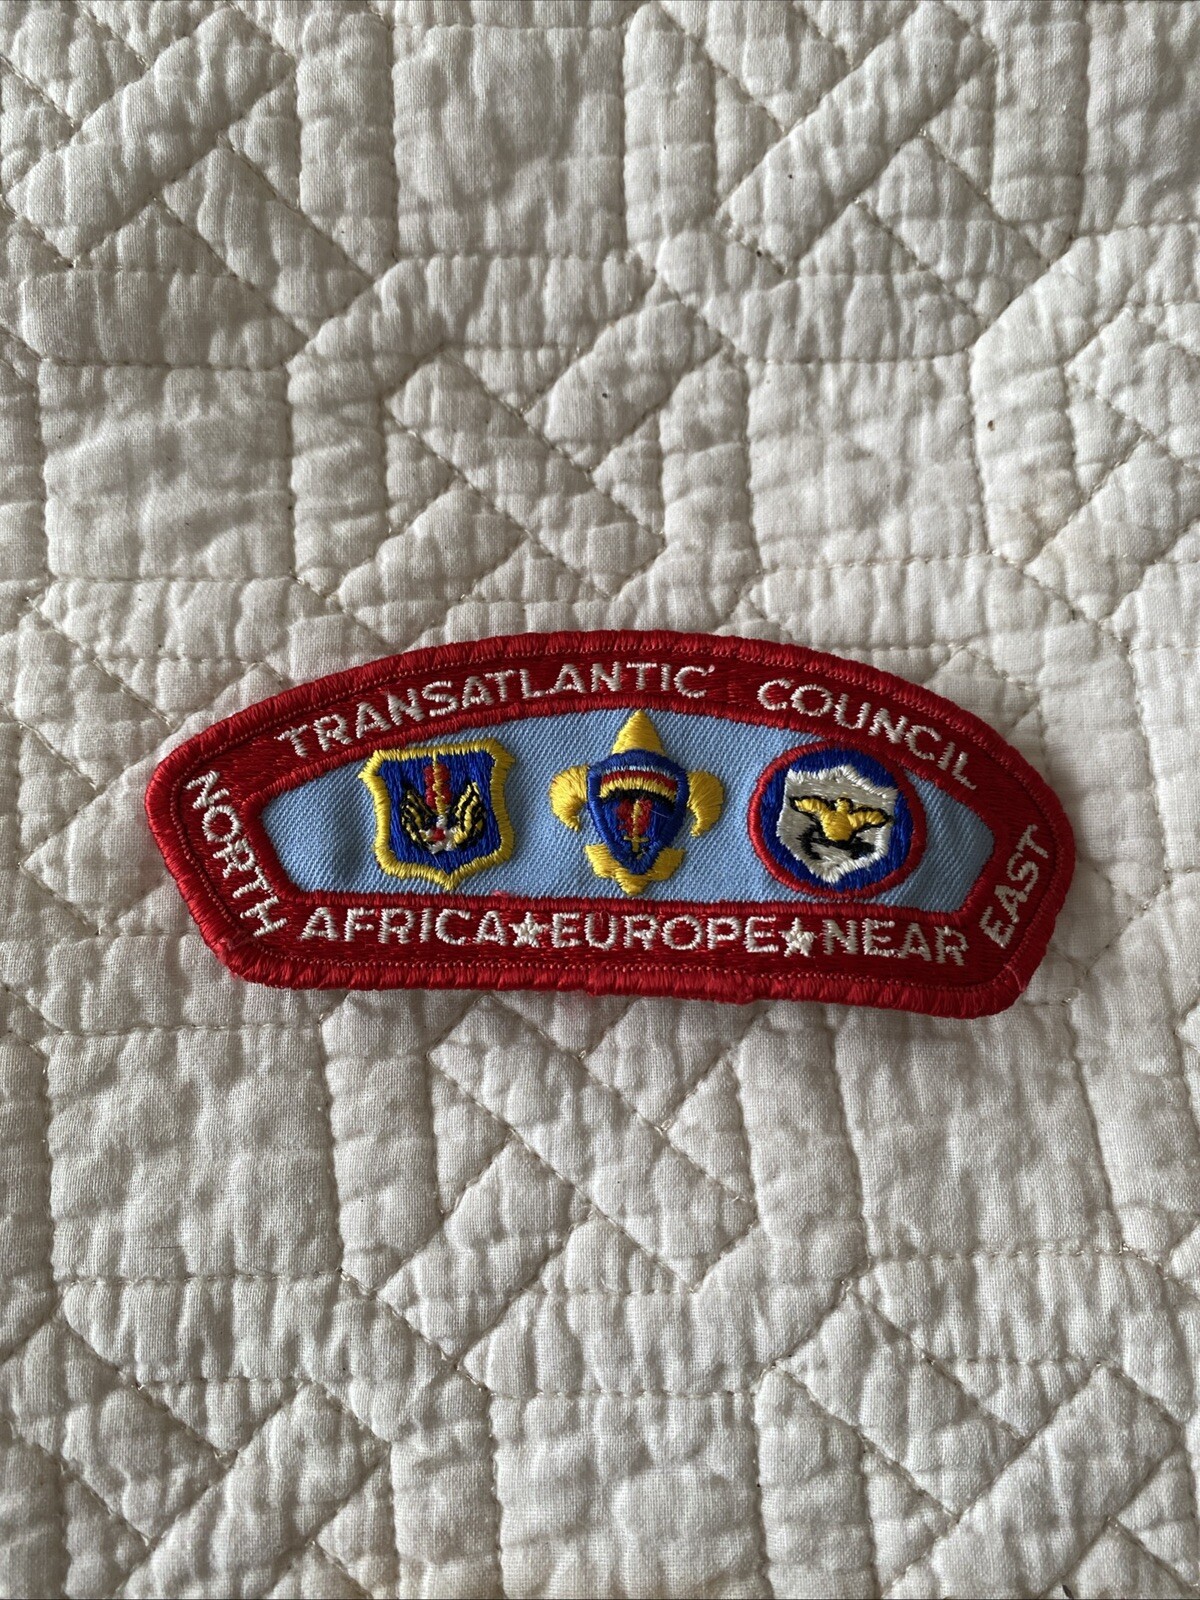 TRANSATLANTIC COUNCIL
NORTH AFRICA★EUROPE★NEAR EAST